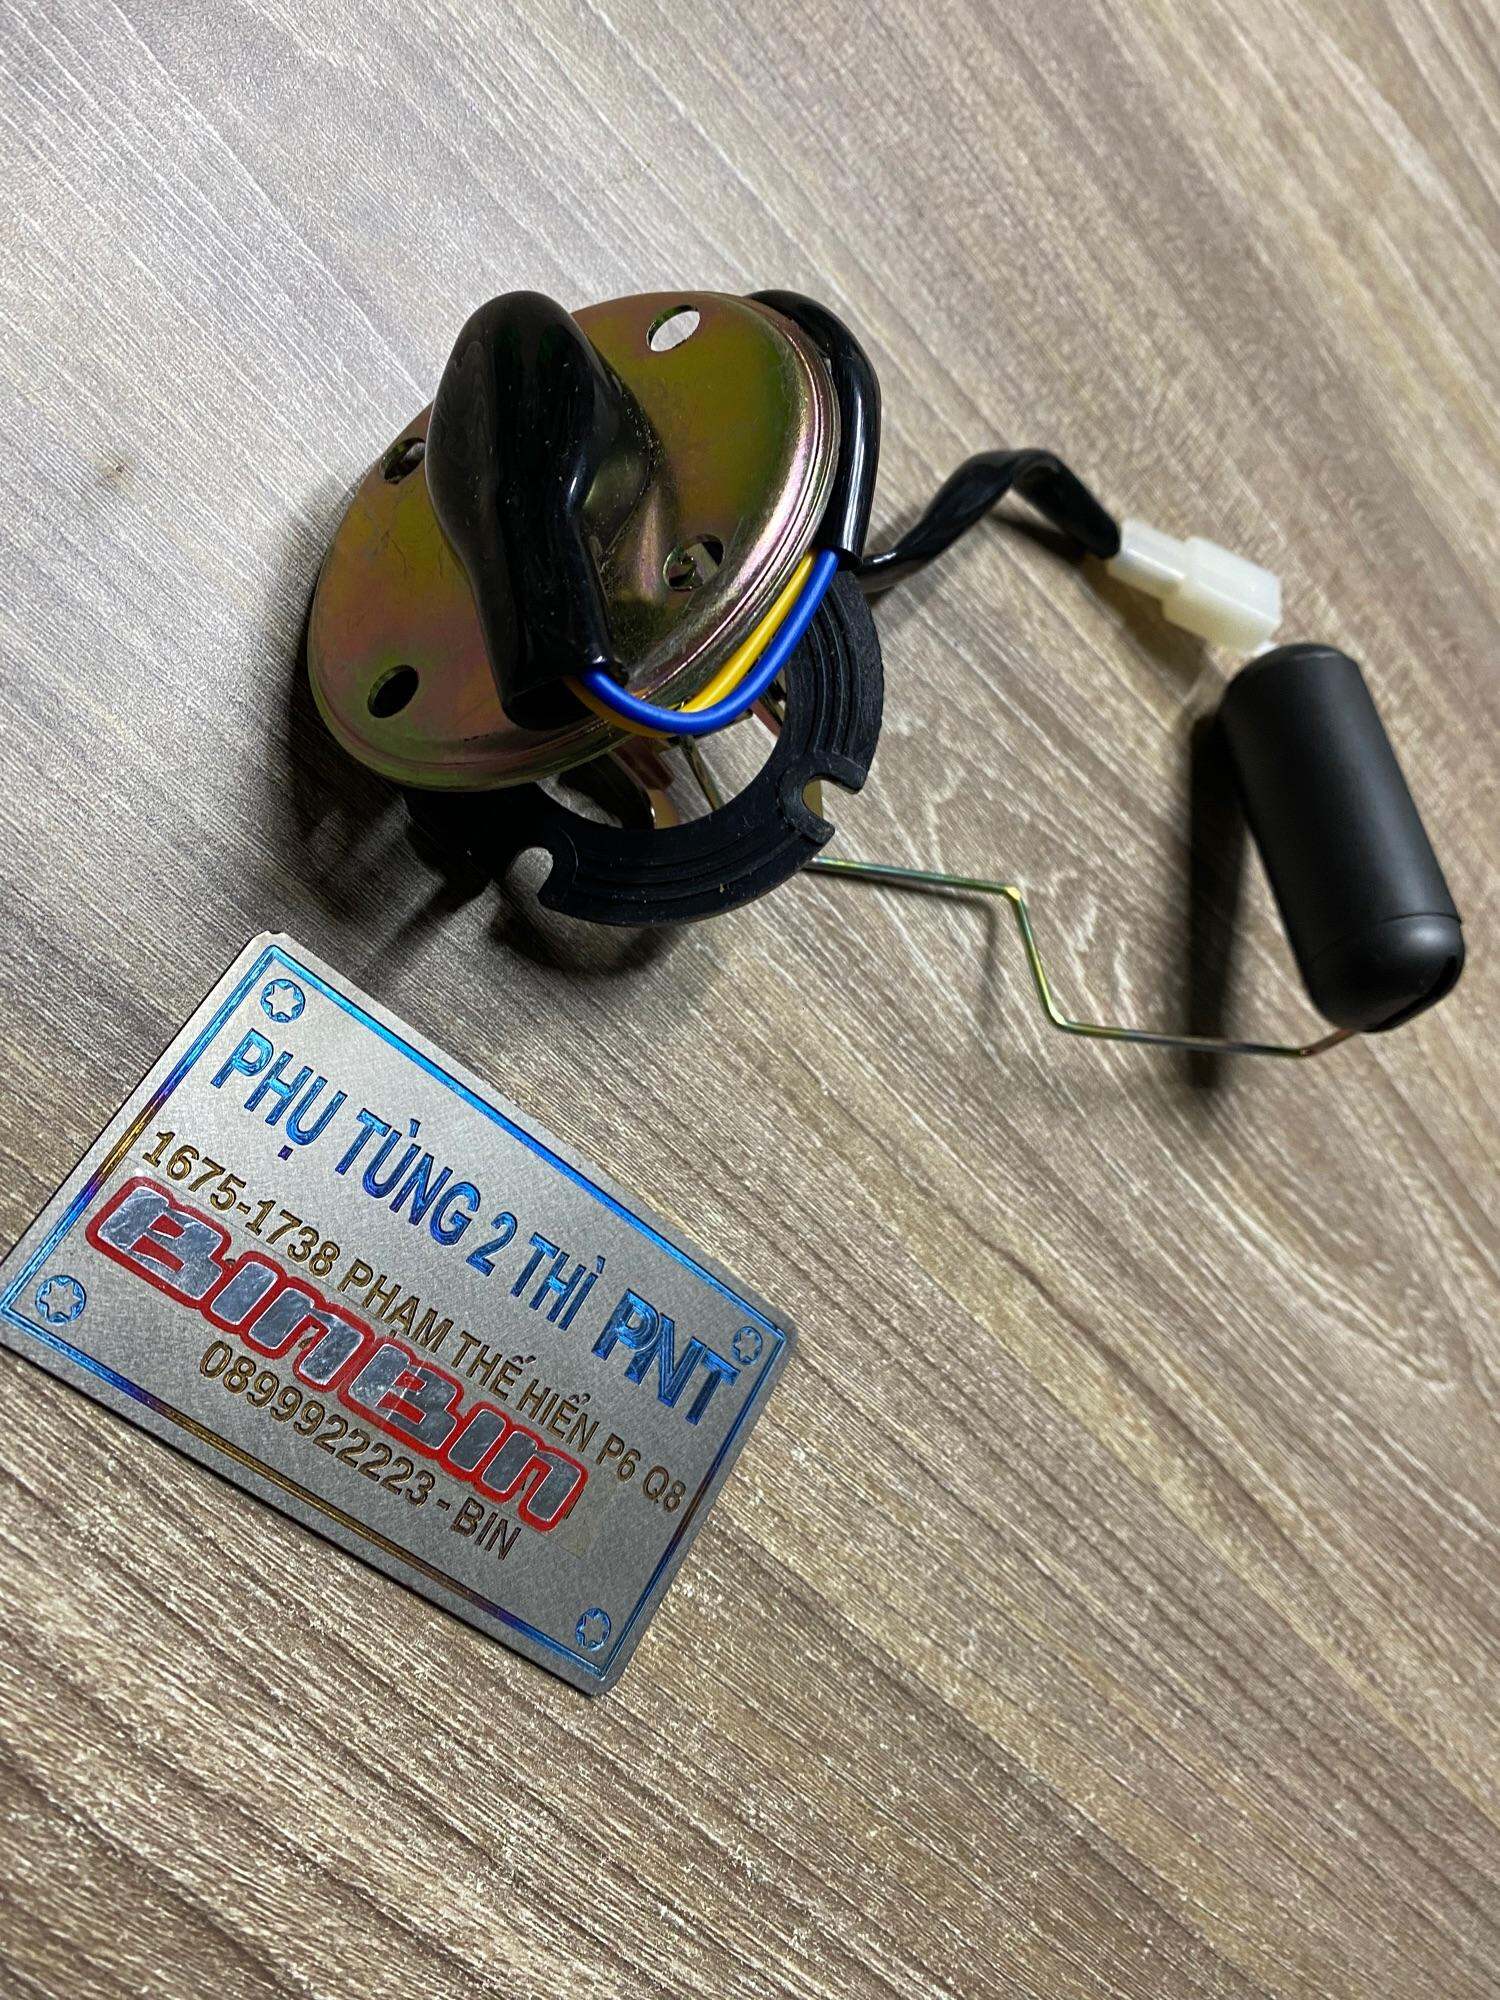 PHỤ TÙNG 2 THÌ PNT
1675-1738 PHẠM THẾ HIỂN P6 Q8
BINBIN
0899922223 - BIN